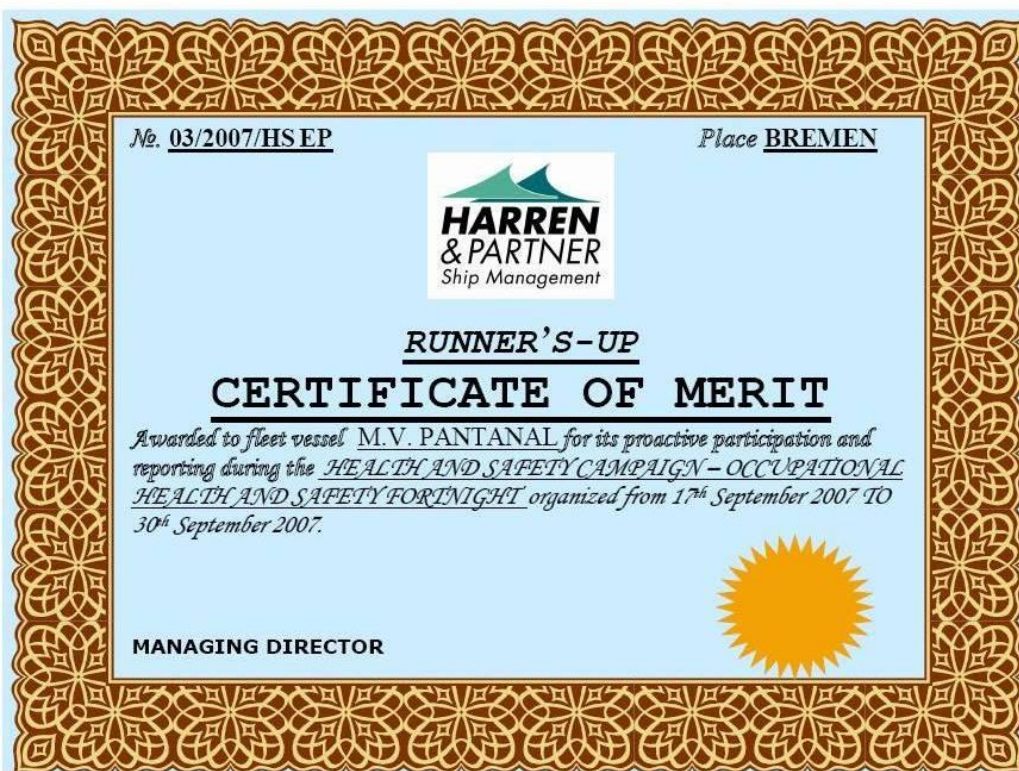 №. 03/2007/HS EP Place BREMEN
HARREN
& PARTNER
Ship Management
RUNNER’S-UP
CERTIFICATE OF MERIT
Awarded to fleet vessel M.V. PANTANAL for its proactive participation and
reporting during the HEALTH AND SAFETY CAMPAIGN – OCCUPATIONAL
HEALTH AND SAFETY FORTNIGHT organized from 17th September 2007 TO
30th September 2007.
MANAGING DIRECTOR